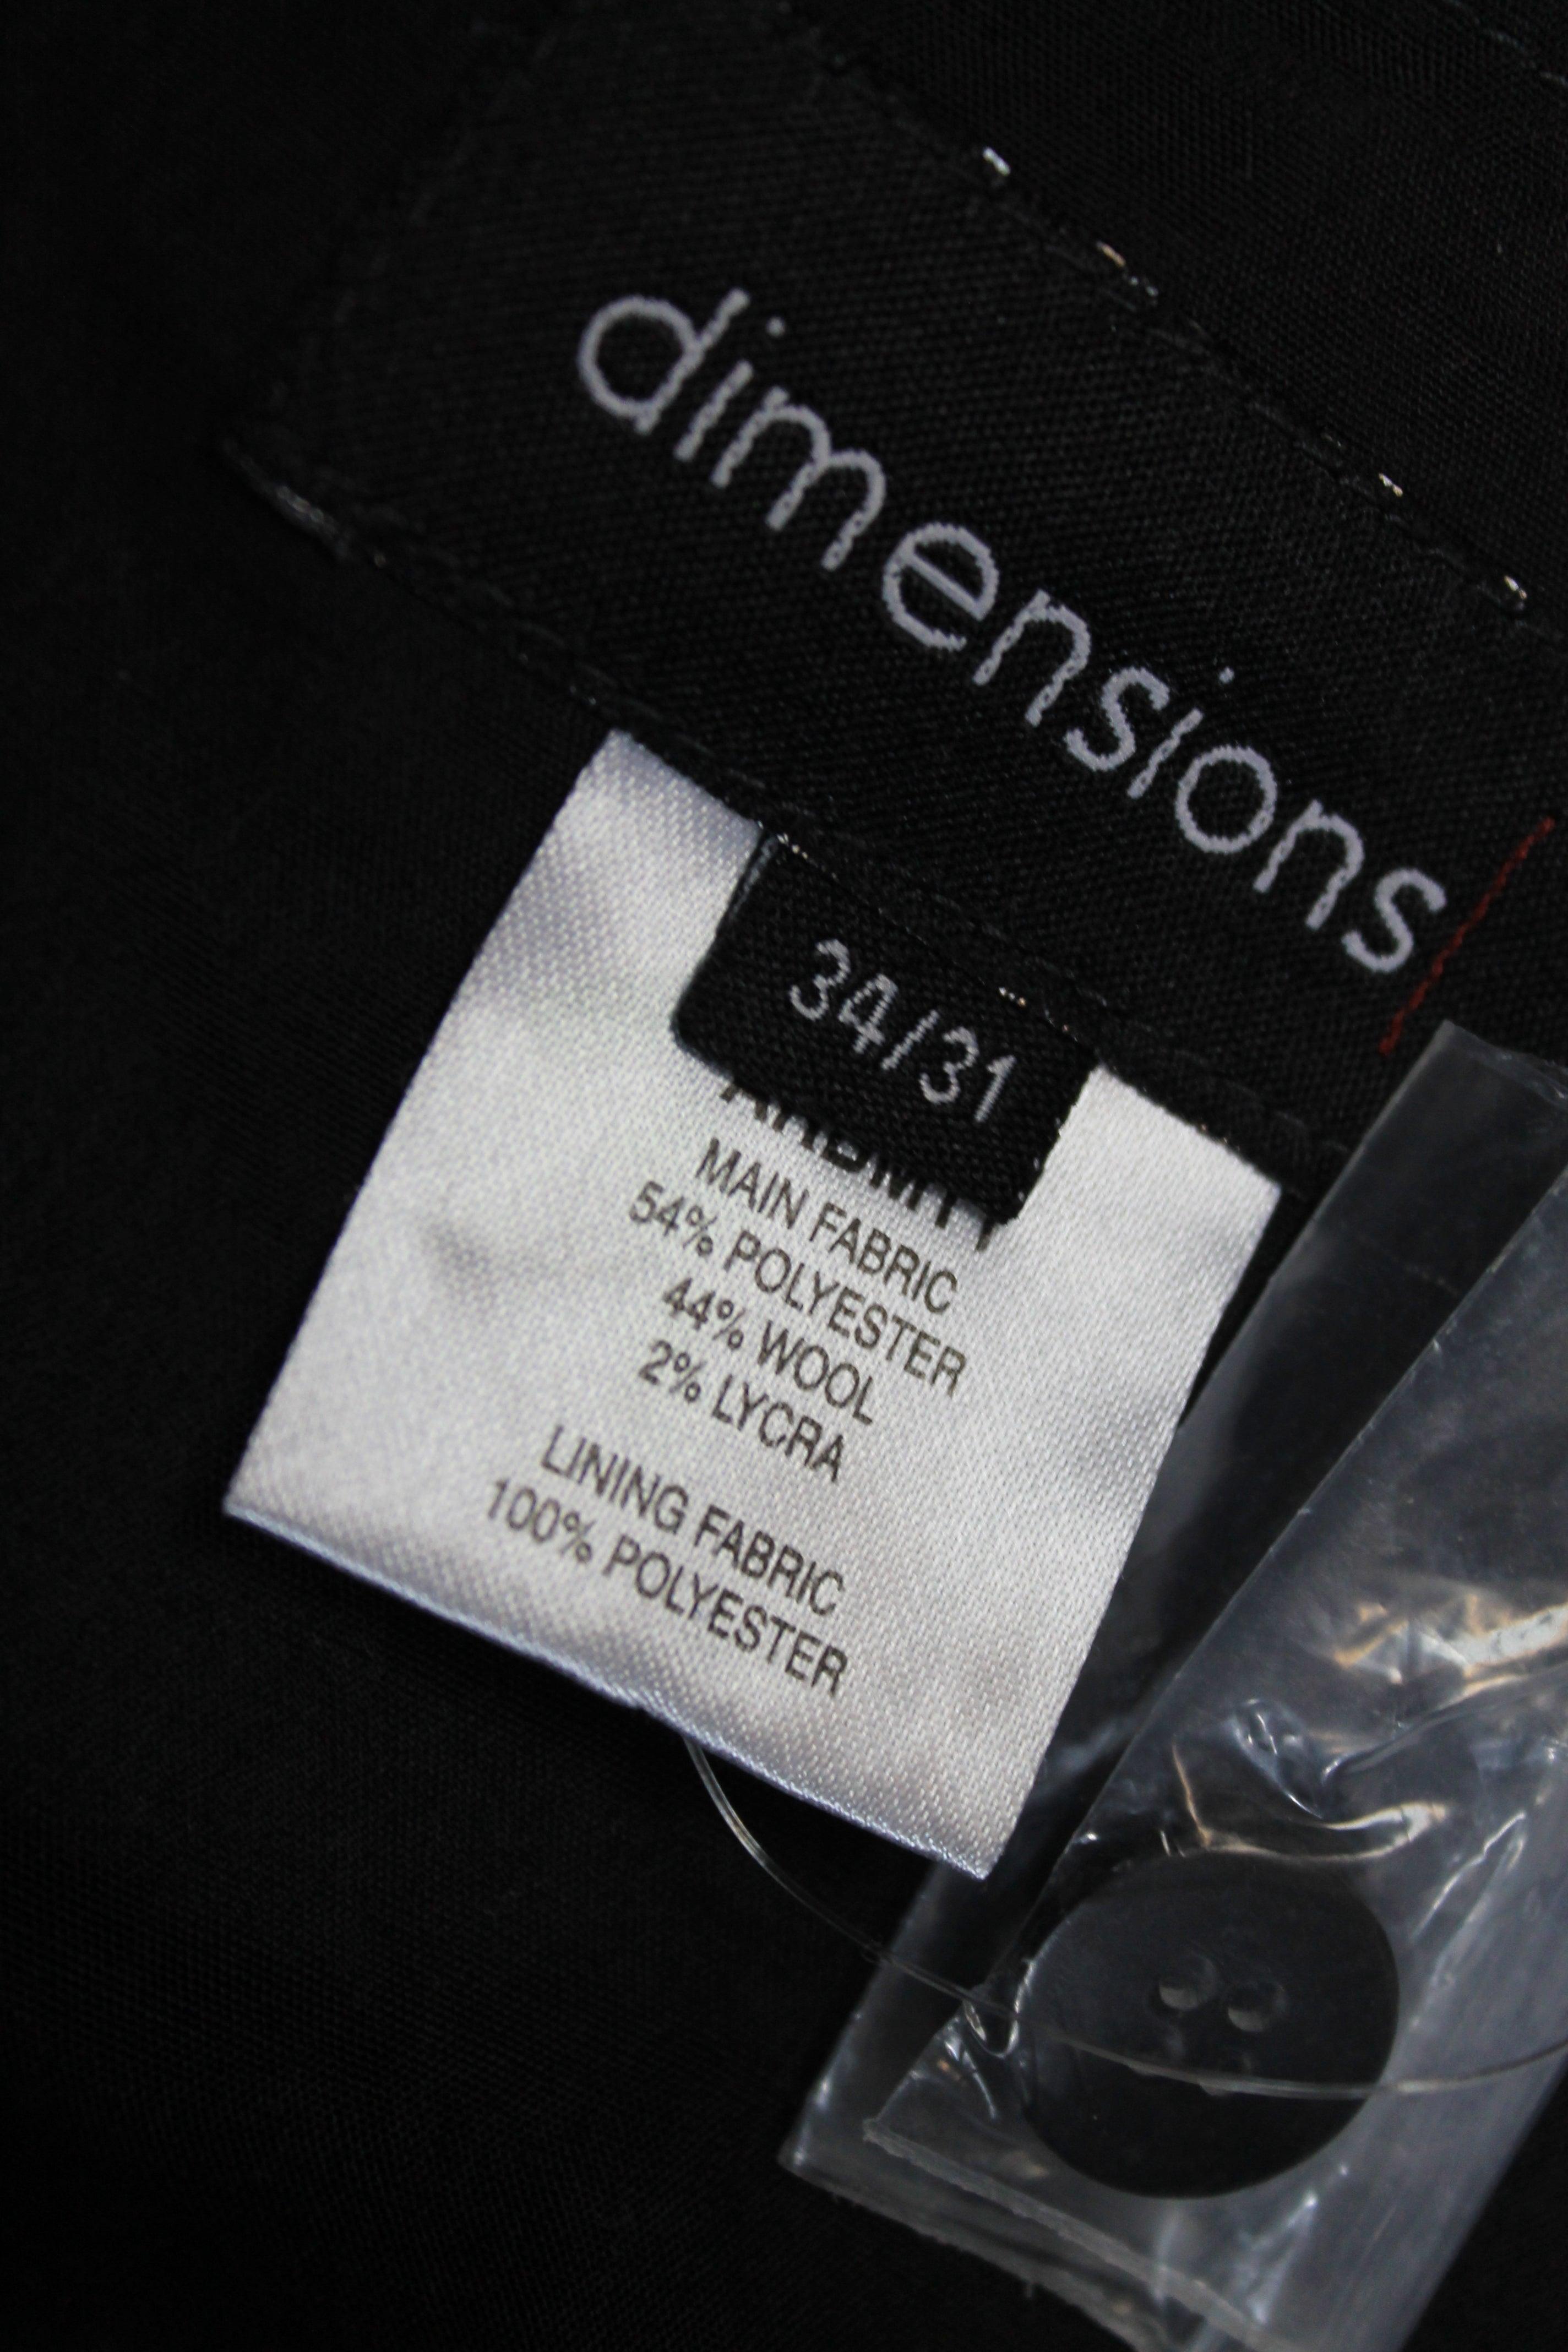 dimensions
34/31
MAIN FABRIC
54% POLYESTER
44% WOOL
2% LYCRA
LINING FABRIC
100% POLYESTER